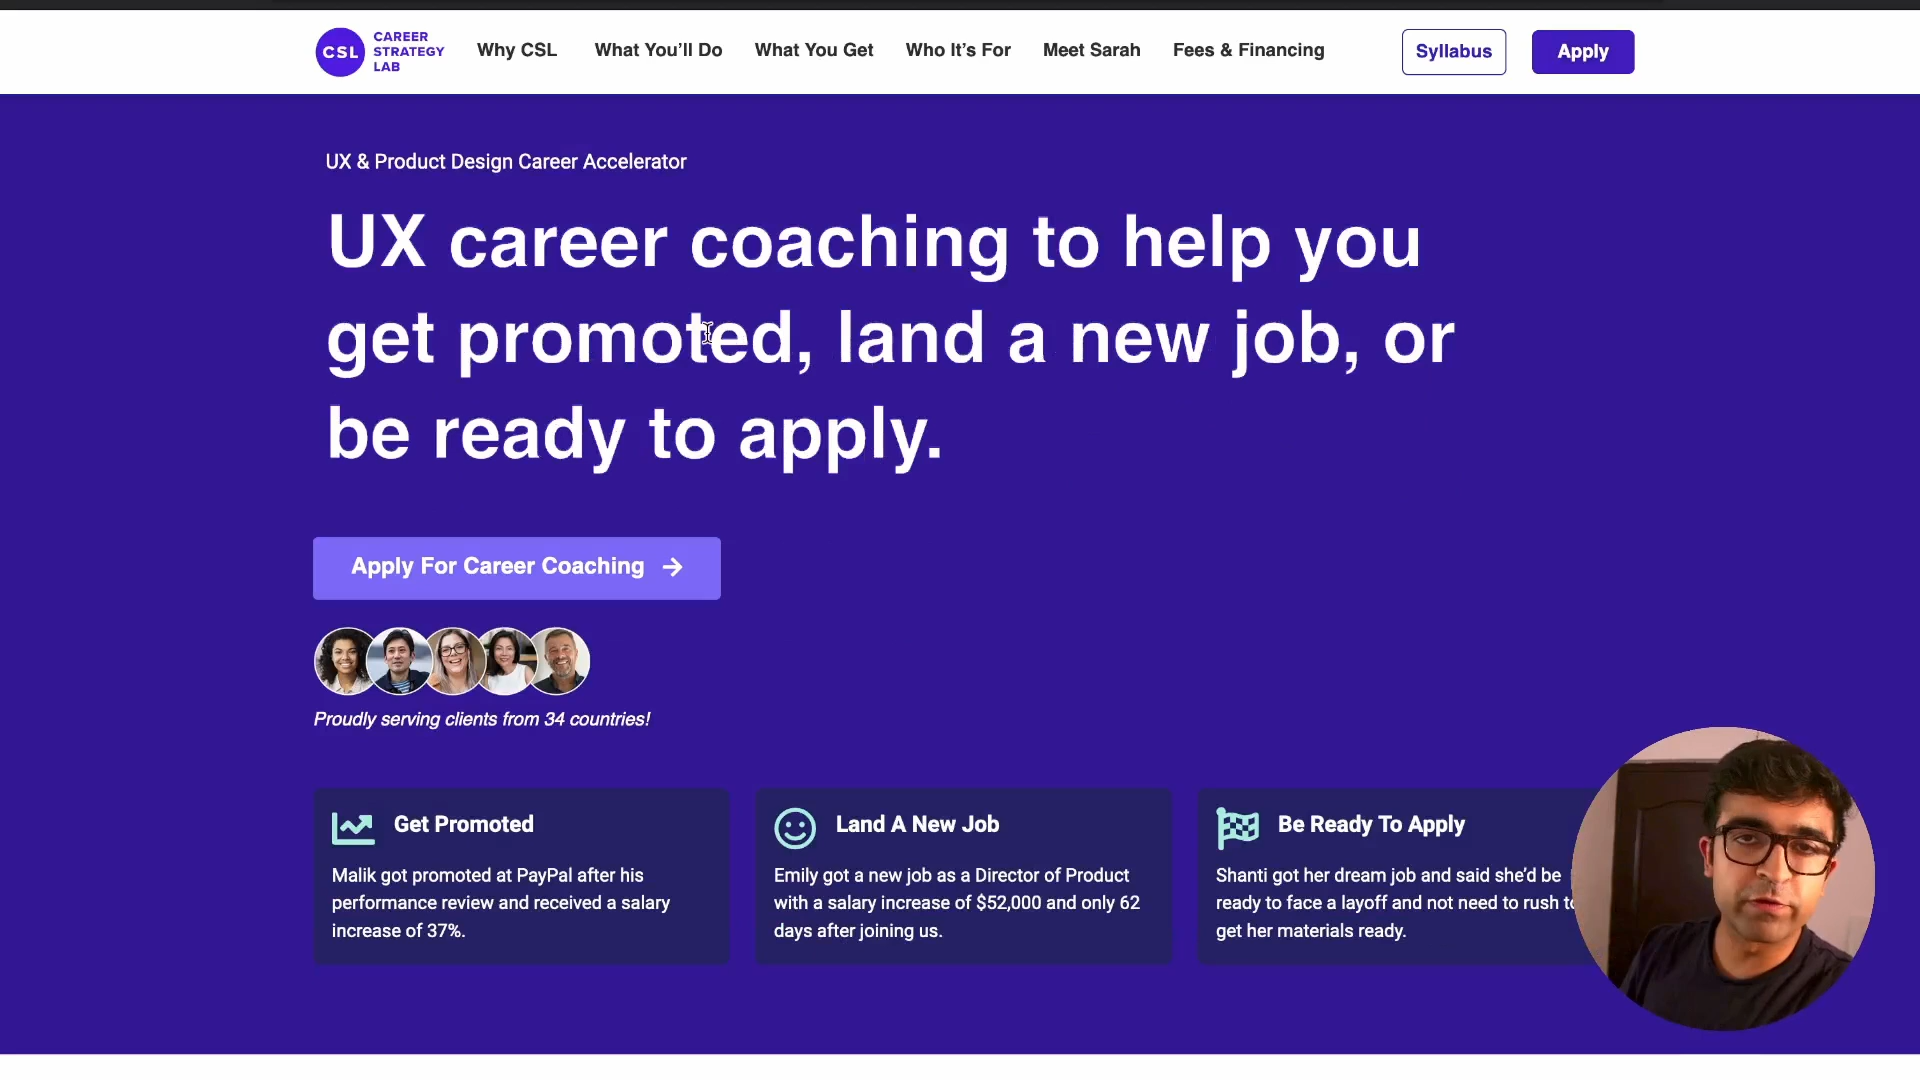 CSL
CAREER
STRATEGY
LAB
Why CSL
What You’ll Do
What You Get
Who It’s For
Meet Sarah
Fees & Financing
Syllabus
Apply
UX & Product Design Career Accelerator
UX career coaching to help you
get promoted, land a new job, or
be ready to apply.
Apply For Career Coaching →
Proudly serving clients from 34 countries!
Get Promoted
Malik got promoted at PayPal after his
performance review and received a salary
increase of 37%.
Land A New Job
Emily got a new job as a Director of Product
with a salary increase of $52,000 and only 62
days after joining us.
Be Ready To Apply
Shanti got her dream job and said she’d be
ready to face a layoff and not need to rush to
get her materials ready.